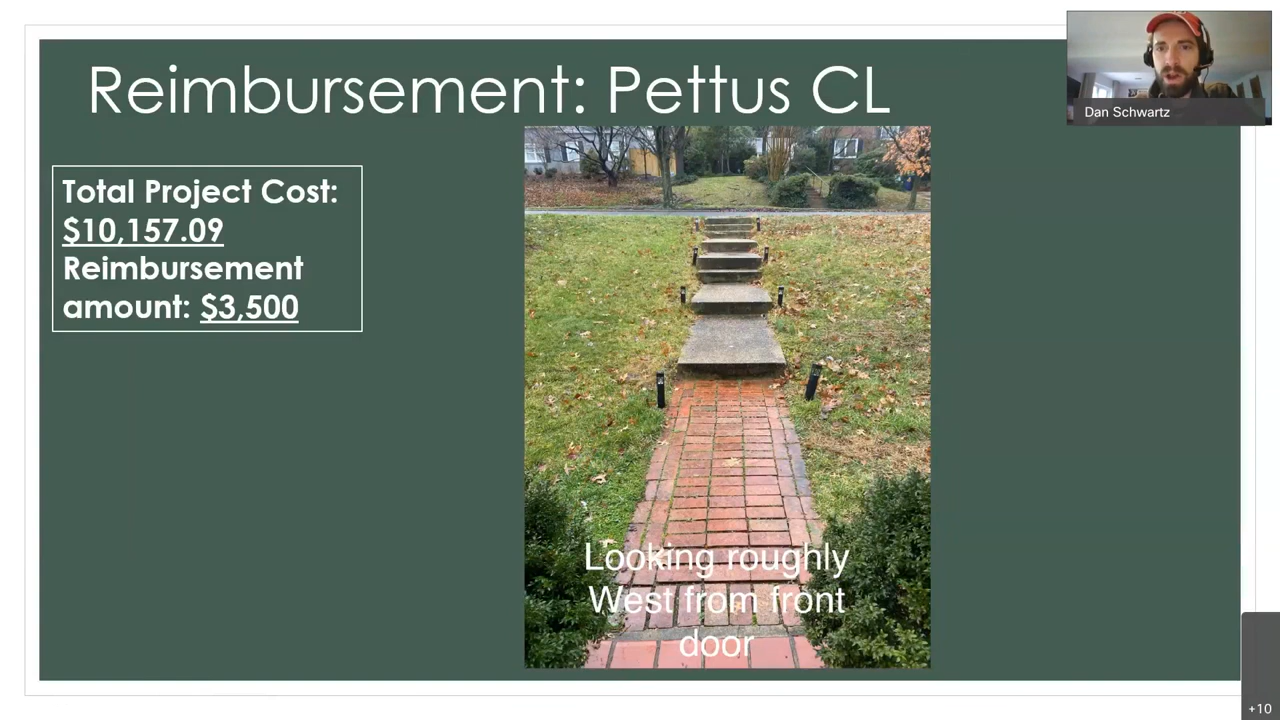 Reimbursement: Pettus CL
Dan Schwartz
Total Project Cost:
$10,157.09
Reimbursement
amount: $3,500
Looking roughly
West from front
door
+10